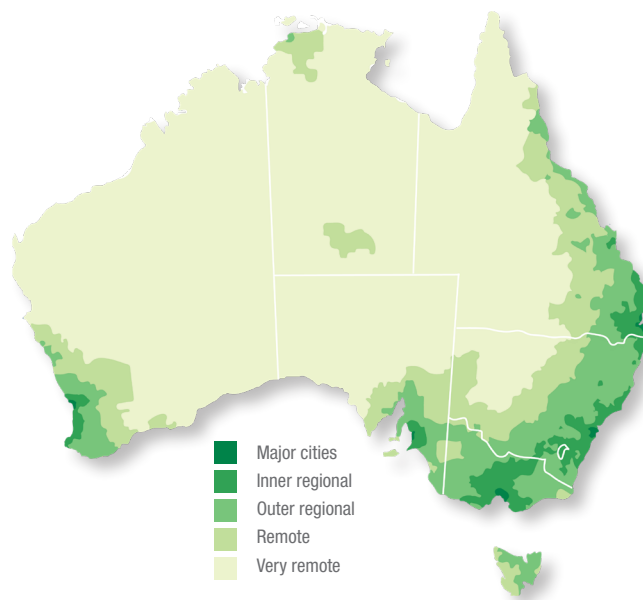 Major cities
Inner regional
Outer regional
Remote
Very remote